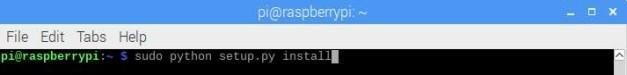 pi@raspberrypi: ~
File Edit Tabs Help
pi@raspberrypi:~ $ sudo python setup.py install